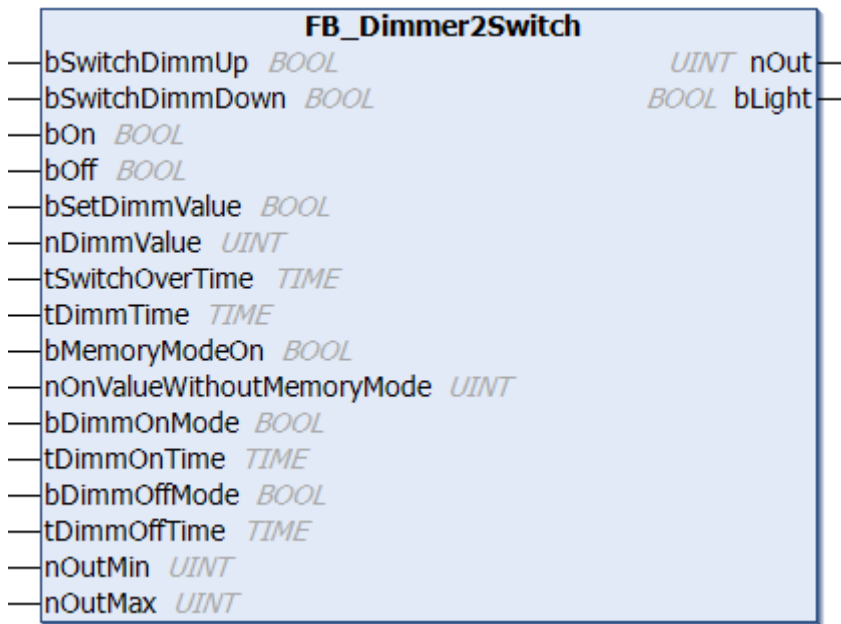 FB_Dimmer2Switch
bSwitchDimmUp BOOL UINT nOut
bSwitchDimmDown BOOL BOOL bLight
bOn BOOL
bOff BOOL
bSetDimmValue BOOL
nDimmValue UINT
tSwitchOverTime TIME
tDimmTime TIME
bMemoryModeOn BOOL
nOnValueWithoutMemoryMode UINT
bDimmOnMode BOOL
tDimmOnTime TIME
bDimmOffMode BOOL
tDimmOffTime TIME
nOutMin UINT
nOutMax UINT